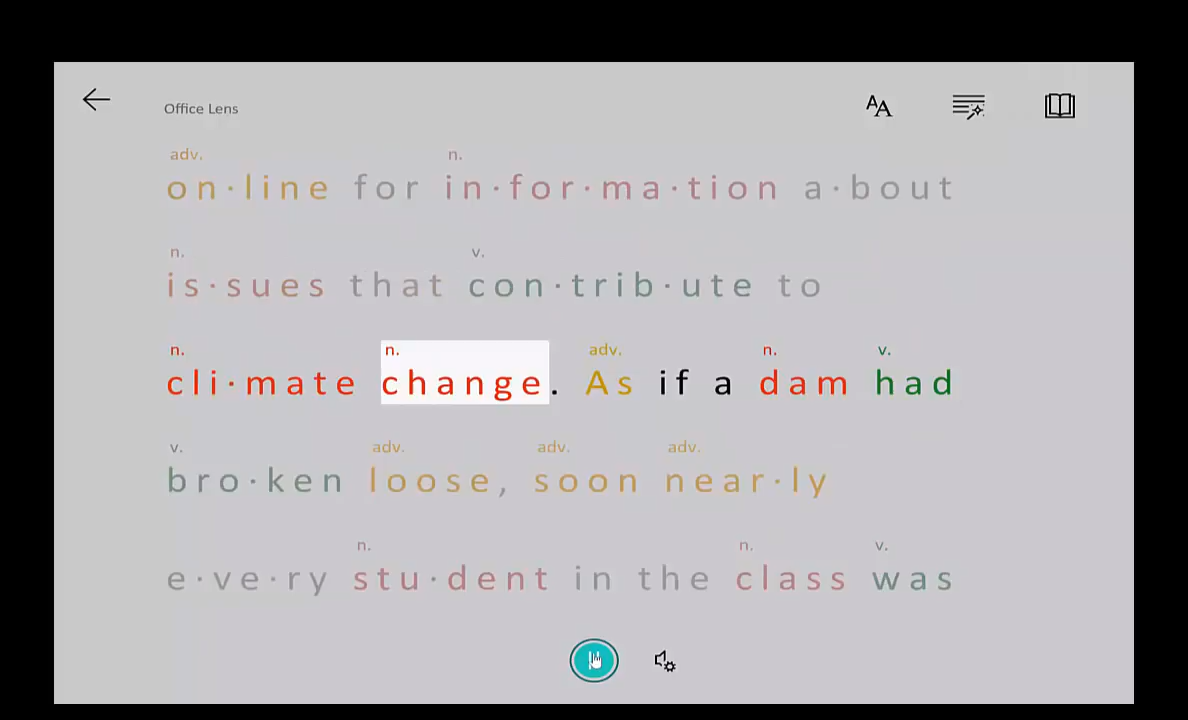 Office Lens
AA
adv. n.
on·line for in·for·ma·tion a·bout
n. v.
is·sues that con·trib·ute to
n. n. adv. n. v.
cli·mate change. As if a dam had
v. adv. adv. adv.
bro·ken loose, soon near·ly
n. n. v.
e·ve·ry stu·dent in the class was